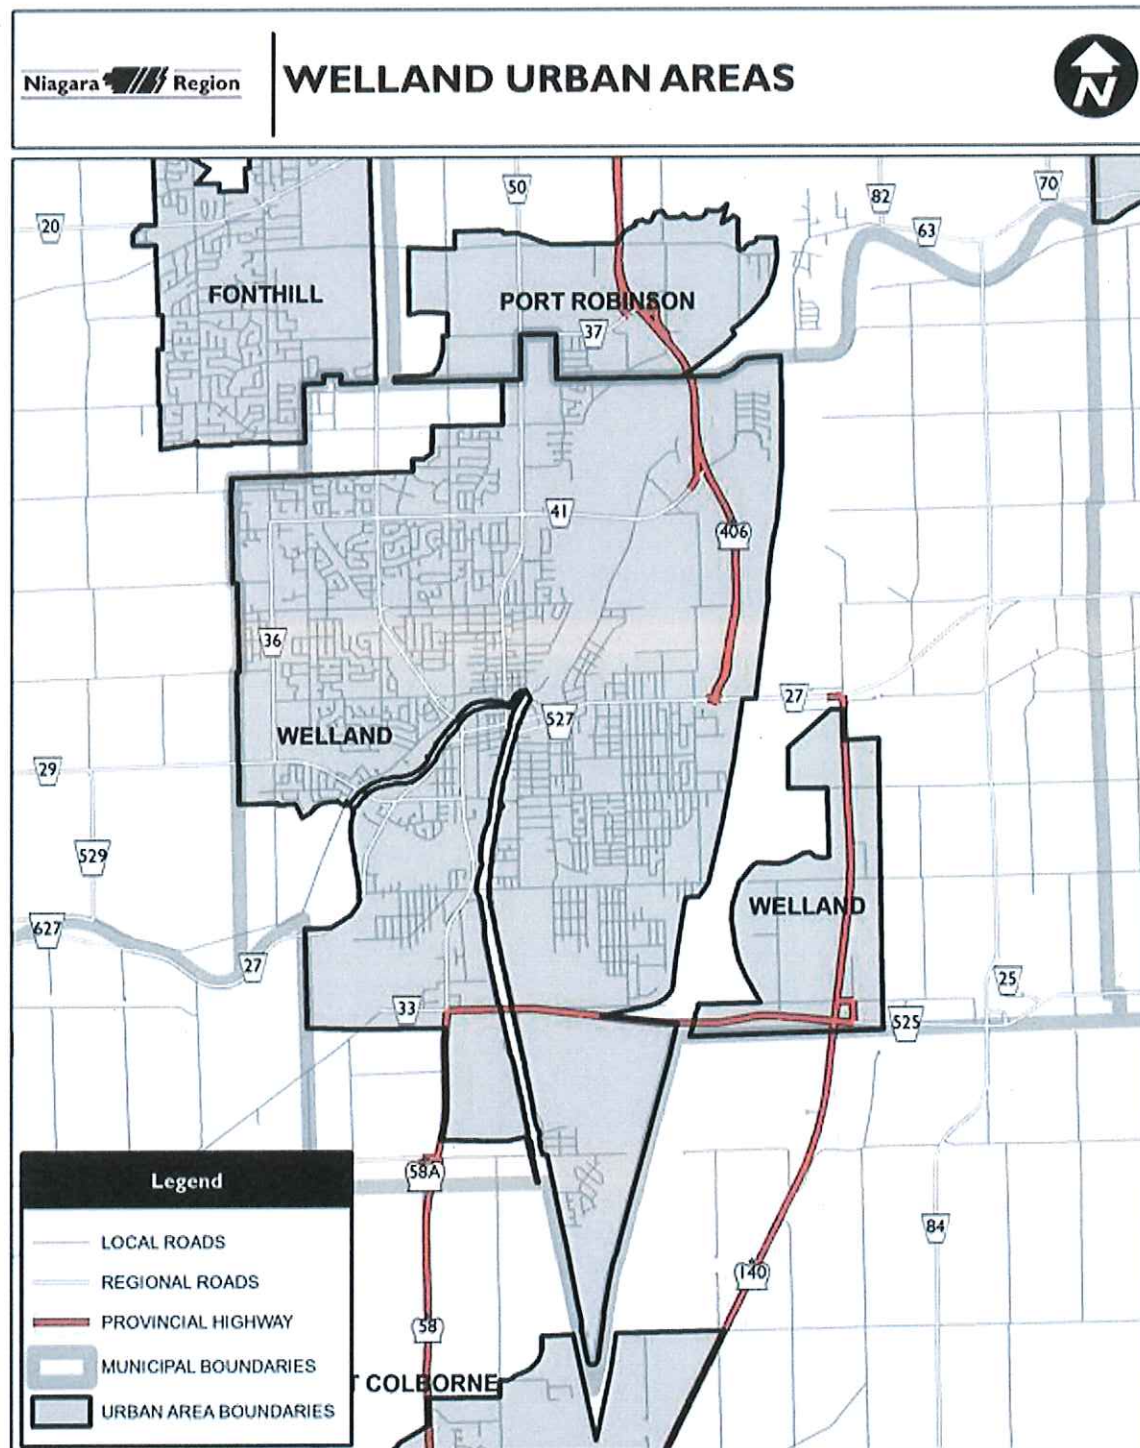 Niagara Region
WELLAND URBAN AREAS
N
50
82
70
20
63
FONTHILL
PORT ROBINSON
37
41
406
36
27
527
WELLAND
29
529
WELLAND
627
27
25
33
525
58A
84
140
58
T COLBORNE
Legend
LOCAL ROADS
REGIONAL ROADS
PROVINCIAL HIGHWAY
MUNICIPAL BOUNDARIES
URBAN AREA BOUNDARIES